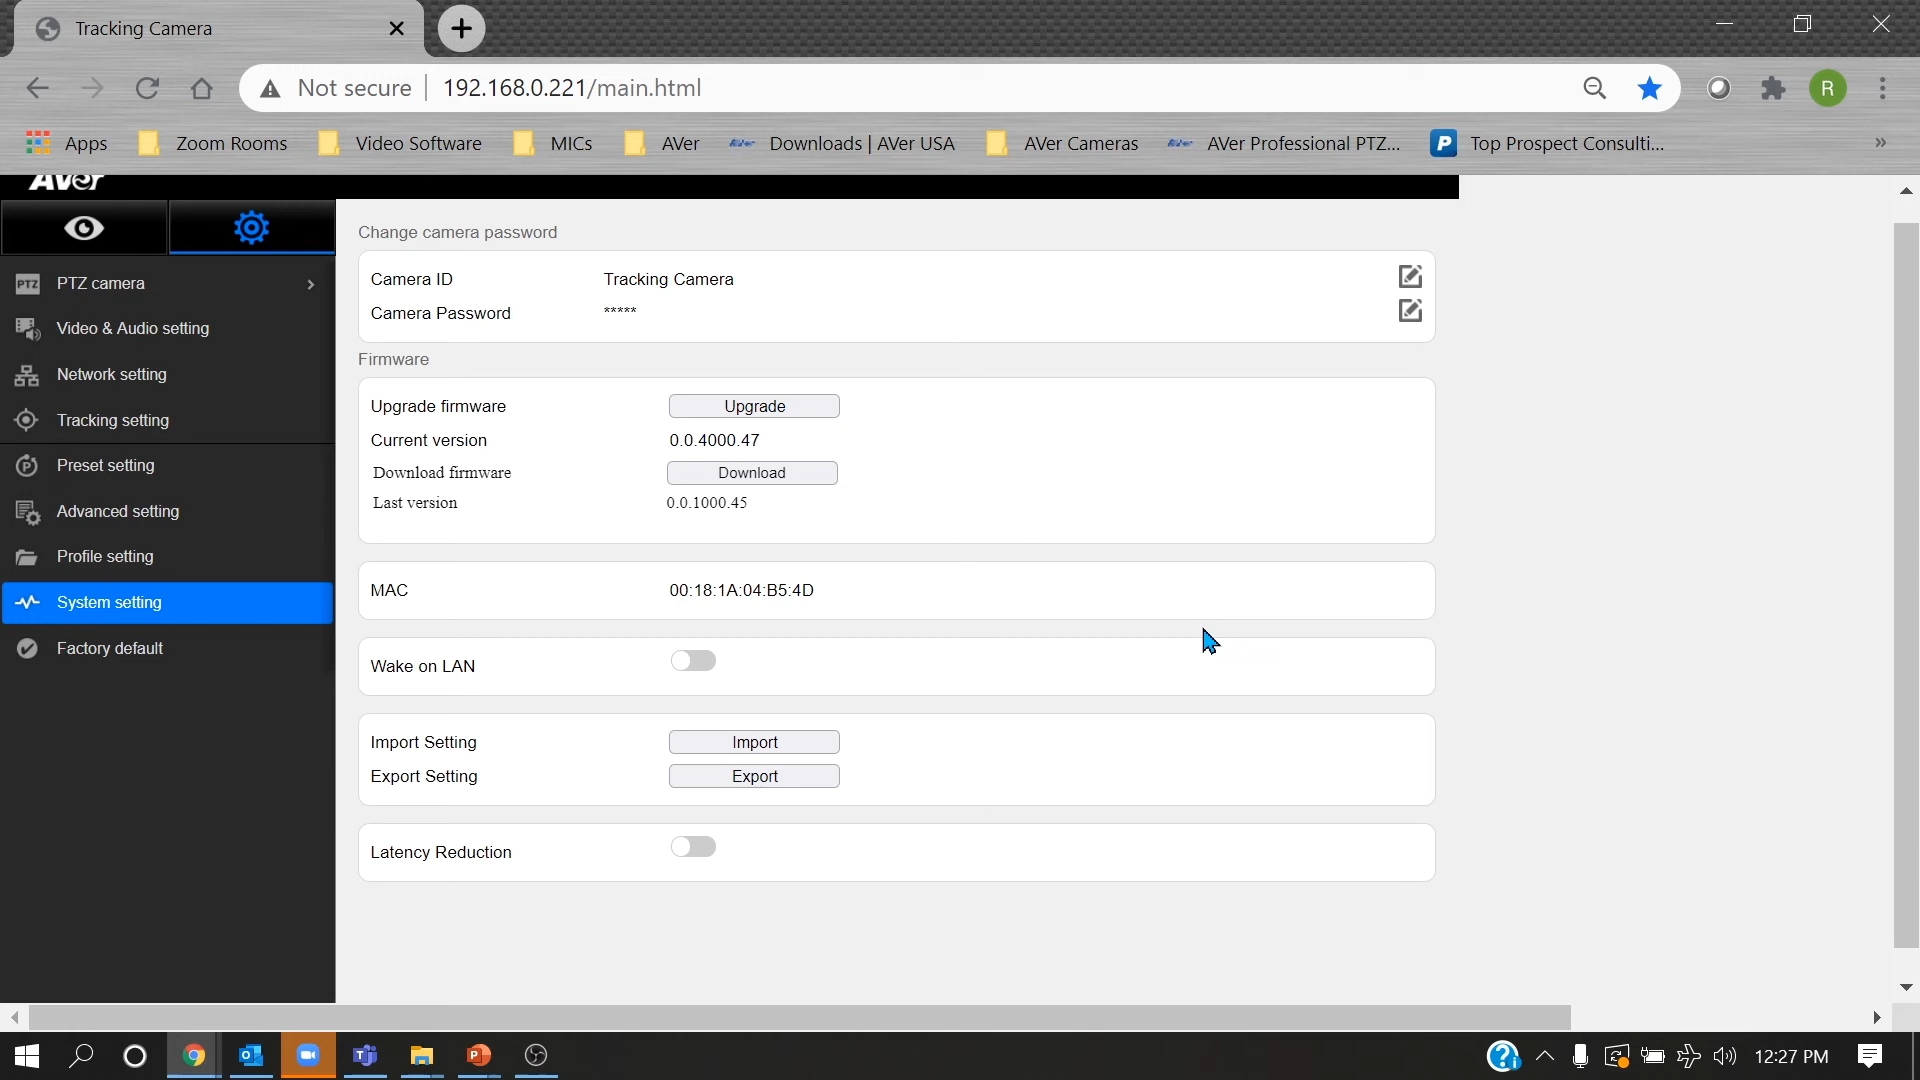 Tracking Camera
Not secure 192.168.0.221/main.html
Apps Zoom Rooms Video Software MICs AVer Downloads | AVer USA AVer Cameras AVer Professional PTZ... Top Prospect Consulti... »
R
AVer
PTZ PTZ camera
Video & Audio setting
Network setting
Tracking setting
Preset setting
Advanced setting
Profile setting
System setting
Factory default
Change camera password
Camera ID Tracking Camera
Camera Password *****
Firmware
Upgrade firmware Upgrade
Current version 0.0.4000.47
Download firmware Download
Last version 0.0.1000.45
MAC 00:18:1A:04:B5:4D
Wake on LAN
Import Setting Import
Export Setting Export
Latency Reduction
12:27 PM